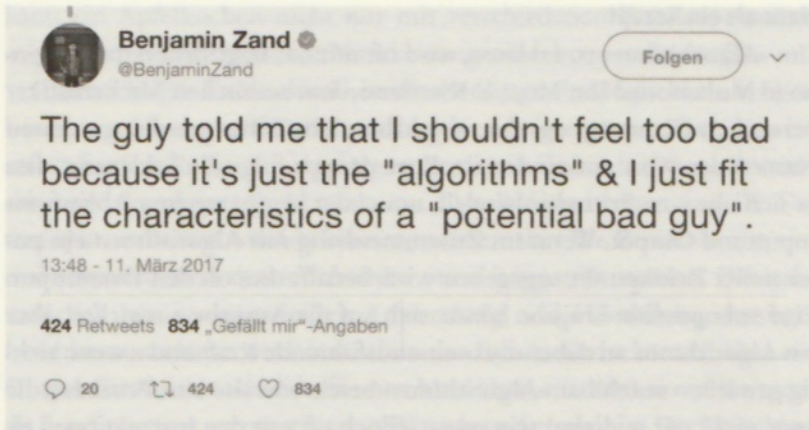 Benjamin Zand
@BenjaminZand
Folgen
The guy told me that I shouldn't feel too bad
because it's just the "algorithms" & I just fit
the characteristics of a "potential bad guy".
13:48 - 11. März 2017
424 Retweets 834 „Gefällt mir"-Angaben
20 424 834